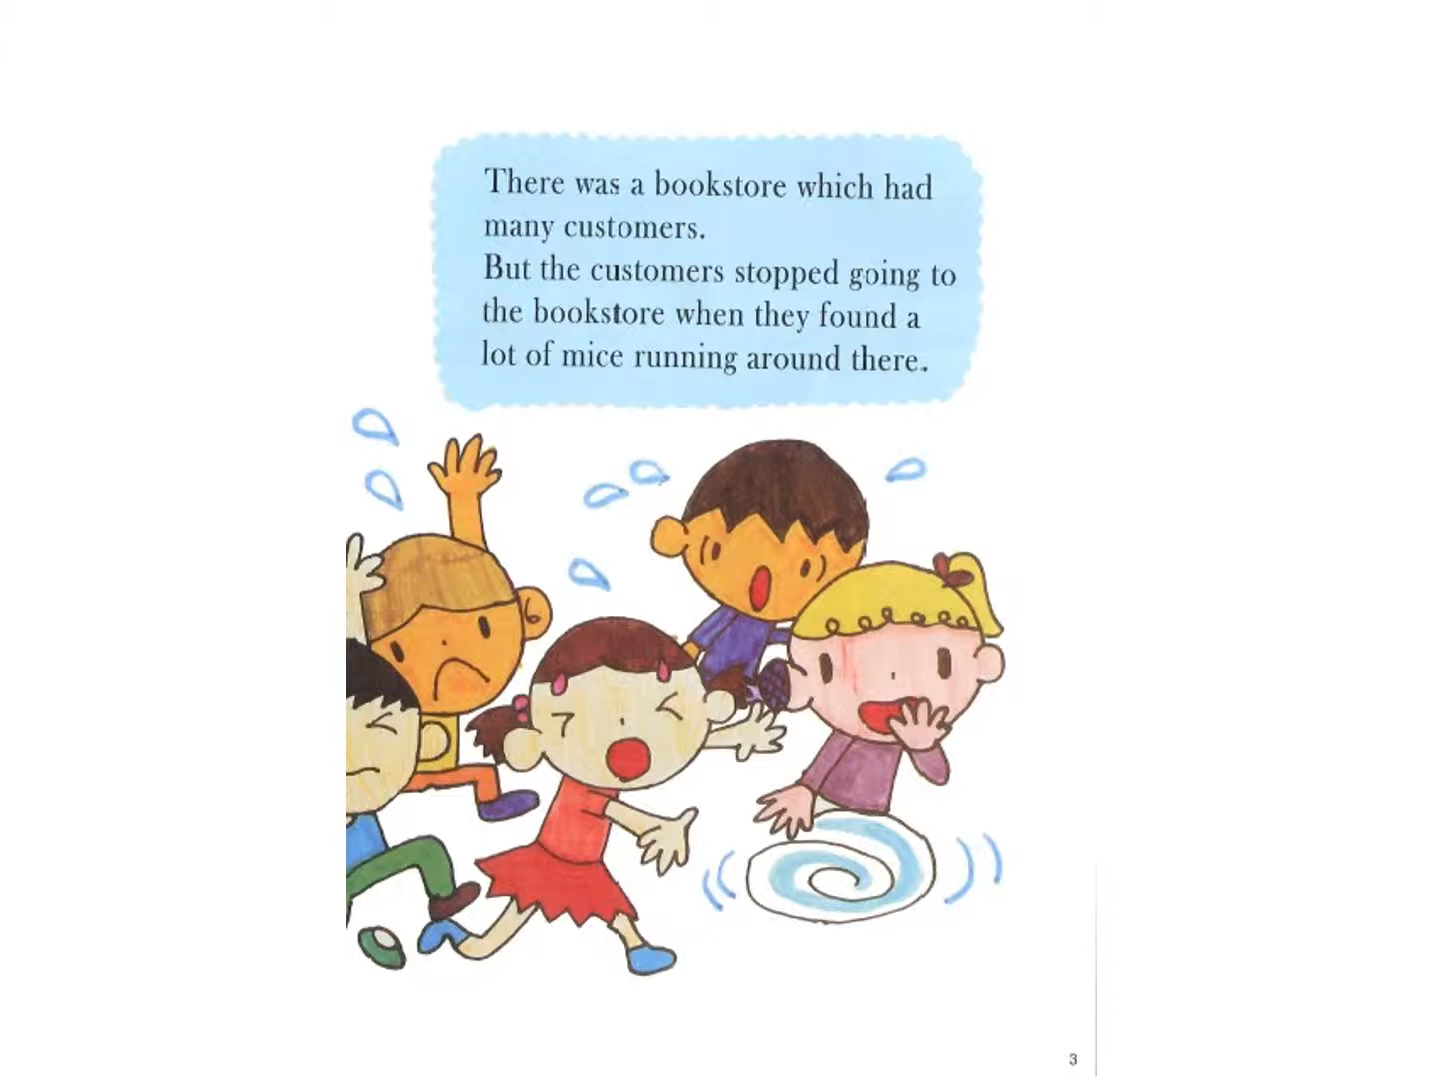 There was a bookstore which had
many customers.
But the customers stopped going to
the bookstore when they found a
lot of mice running around there.
3